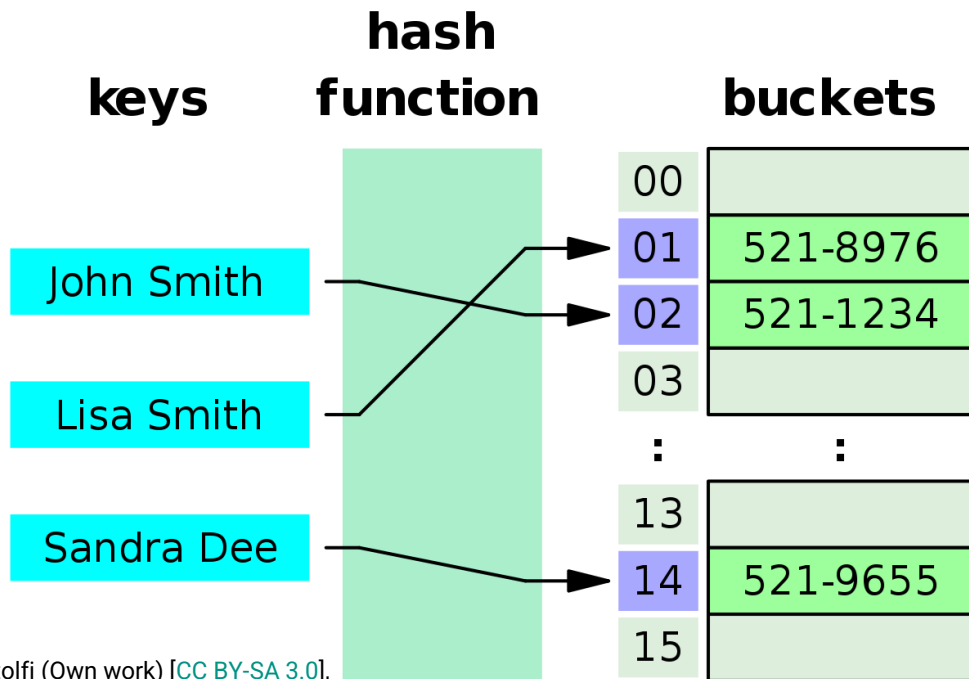 hash
keys function buckets
00
01 521-8976
John Smith 02 521-1234
03
Lisa Smith
: :
13
Sandra Dee 14 521-9655
15
(Own work) [CC BY-SA 3.0],